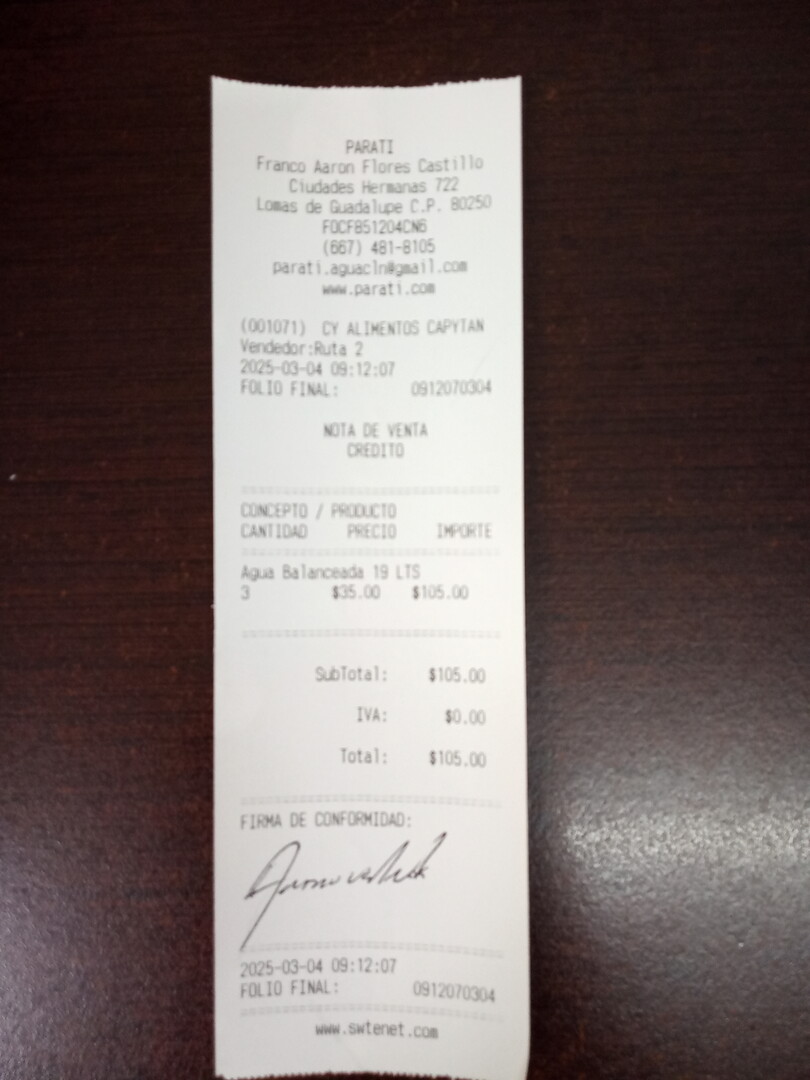 PARATI
Franco Aaron Flores Castillo
Ciudades Hermanas 722
Lomas de Guadalupe C.P. 80250
FOCF851204CN6
(667) 481-8105
parati.aguacln@gmail.com
www.parati.com
(001071) CY ALIMENTOS CAPYTAN
Vendedor:Ruta 2
2025-03-04 09:12:07
FOLIO FINAL: 0912070304
NOTA DE VENTA
CREDITO
CONCEPTO / PRODUCTO
CANTIDAD PRECIO IMPORTE
Agua Balanceada 19 LTS
3 $35.00 $105.00
SubTotal: $105.00
IVA: $0.00
Total: $105.00
FIRMA DE CONFORMIDAD:
2025-03-04 09:12:07
FOLIO FINAL: 0912070304
www.swtenet.com